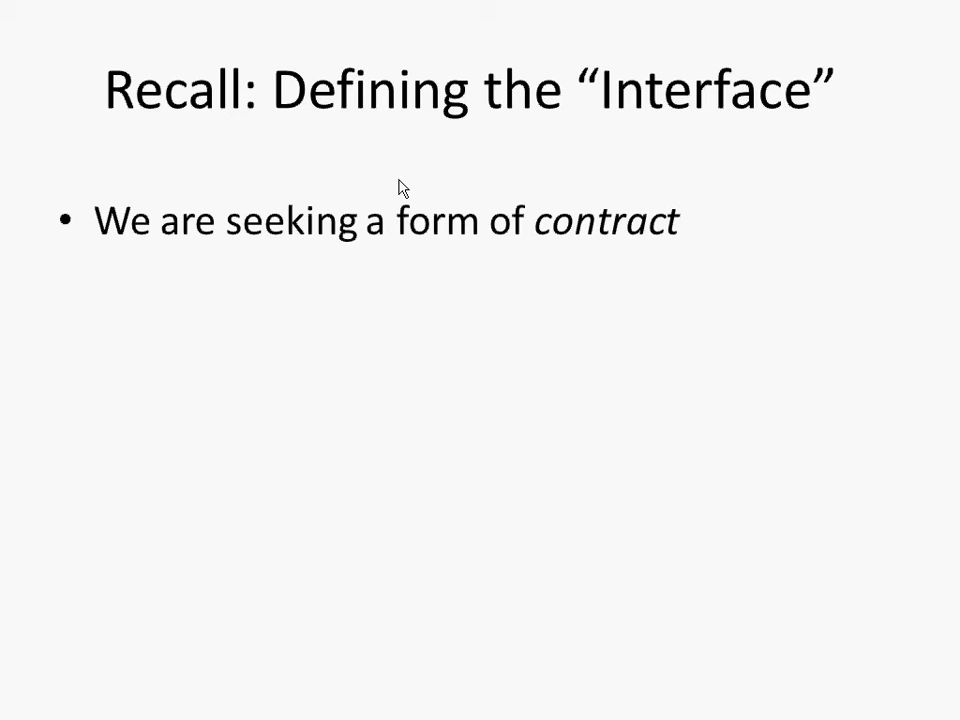 Recall: Defining the “Interface”
• We are seeking a form of contract